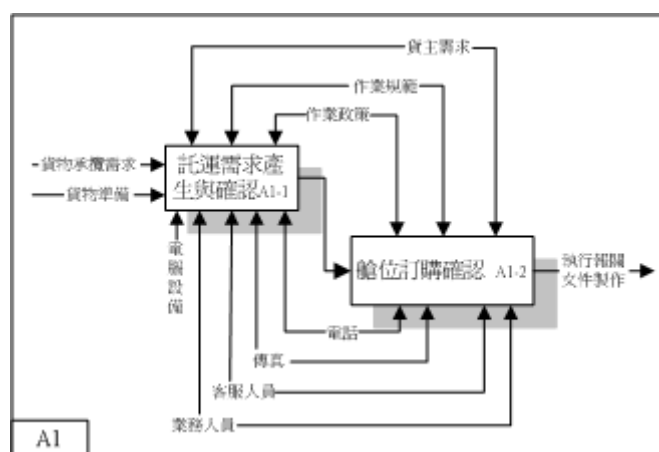 貨主需求
作業規範
作業政策
貨物承攬需求
貨物準備
託運需求產
生與確認A1-1
電腦設備
艙位訂購確認 A1-2
執行報關
文件製作
電話
傳真
客服人員
業務人員
A1